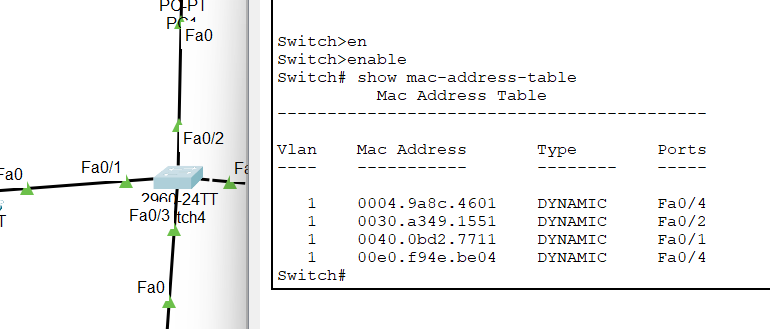 PC-PT
Fa0
Fa0/2
Fa0
Fa0/1
2960-24TT
Fa0/3
tch4
Fa0
Switch>en
Switch>enable
Switch# show mac-address-table
Mac Address Table
-------------------------------------------
Vlan Mac Address Type Ports
---- ----------- -------- -----
1 0004.9a8c.4601 DYNAMIC Fa0/4
1 0030.a349.1551 DYNAMIC Fa0/2
1 0040.0bd2.7711 DYNAMIC Fa0/1
1 00e0.f94e.be04 DYNAMIC Fa0/4
Switch#